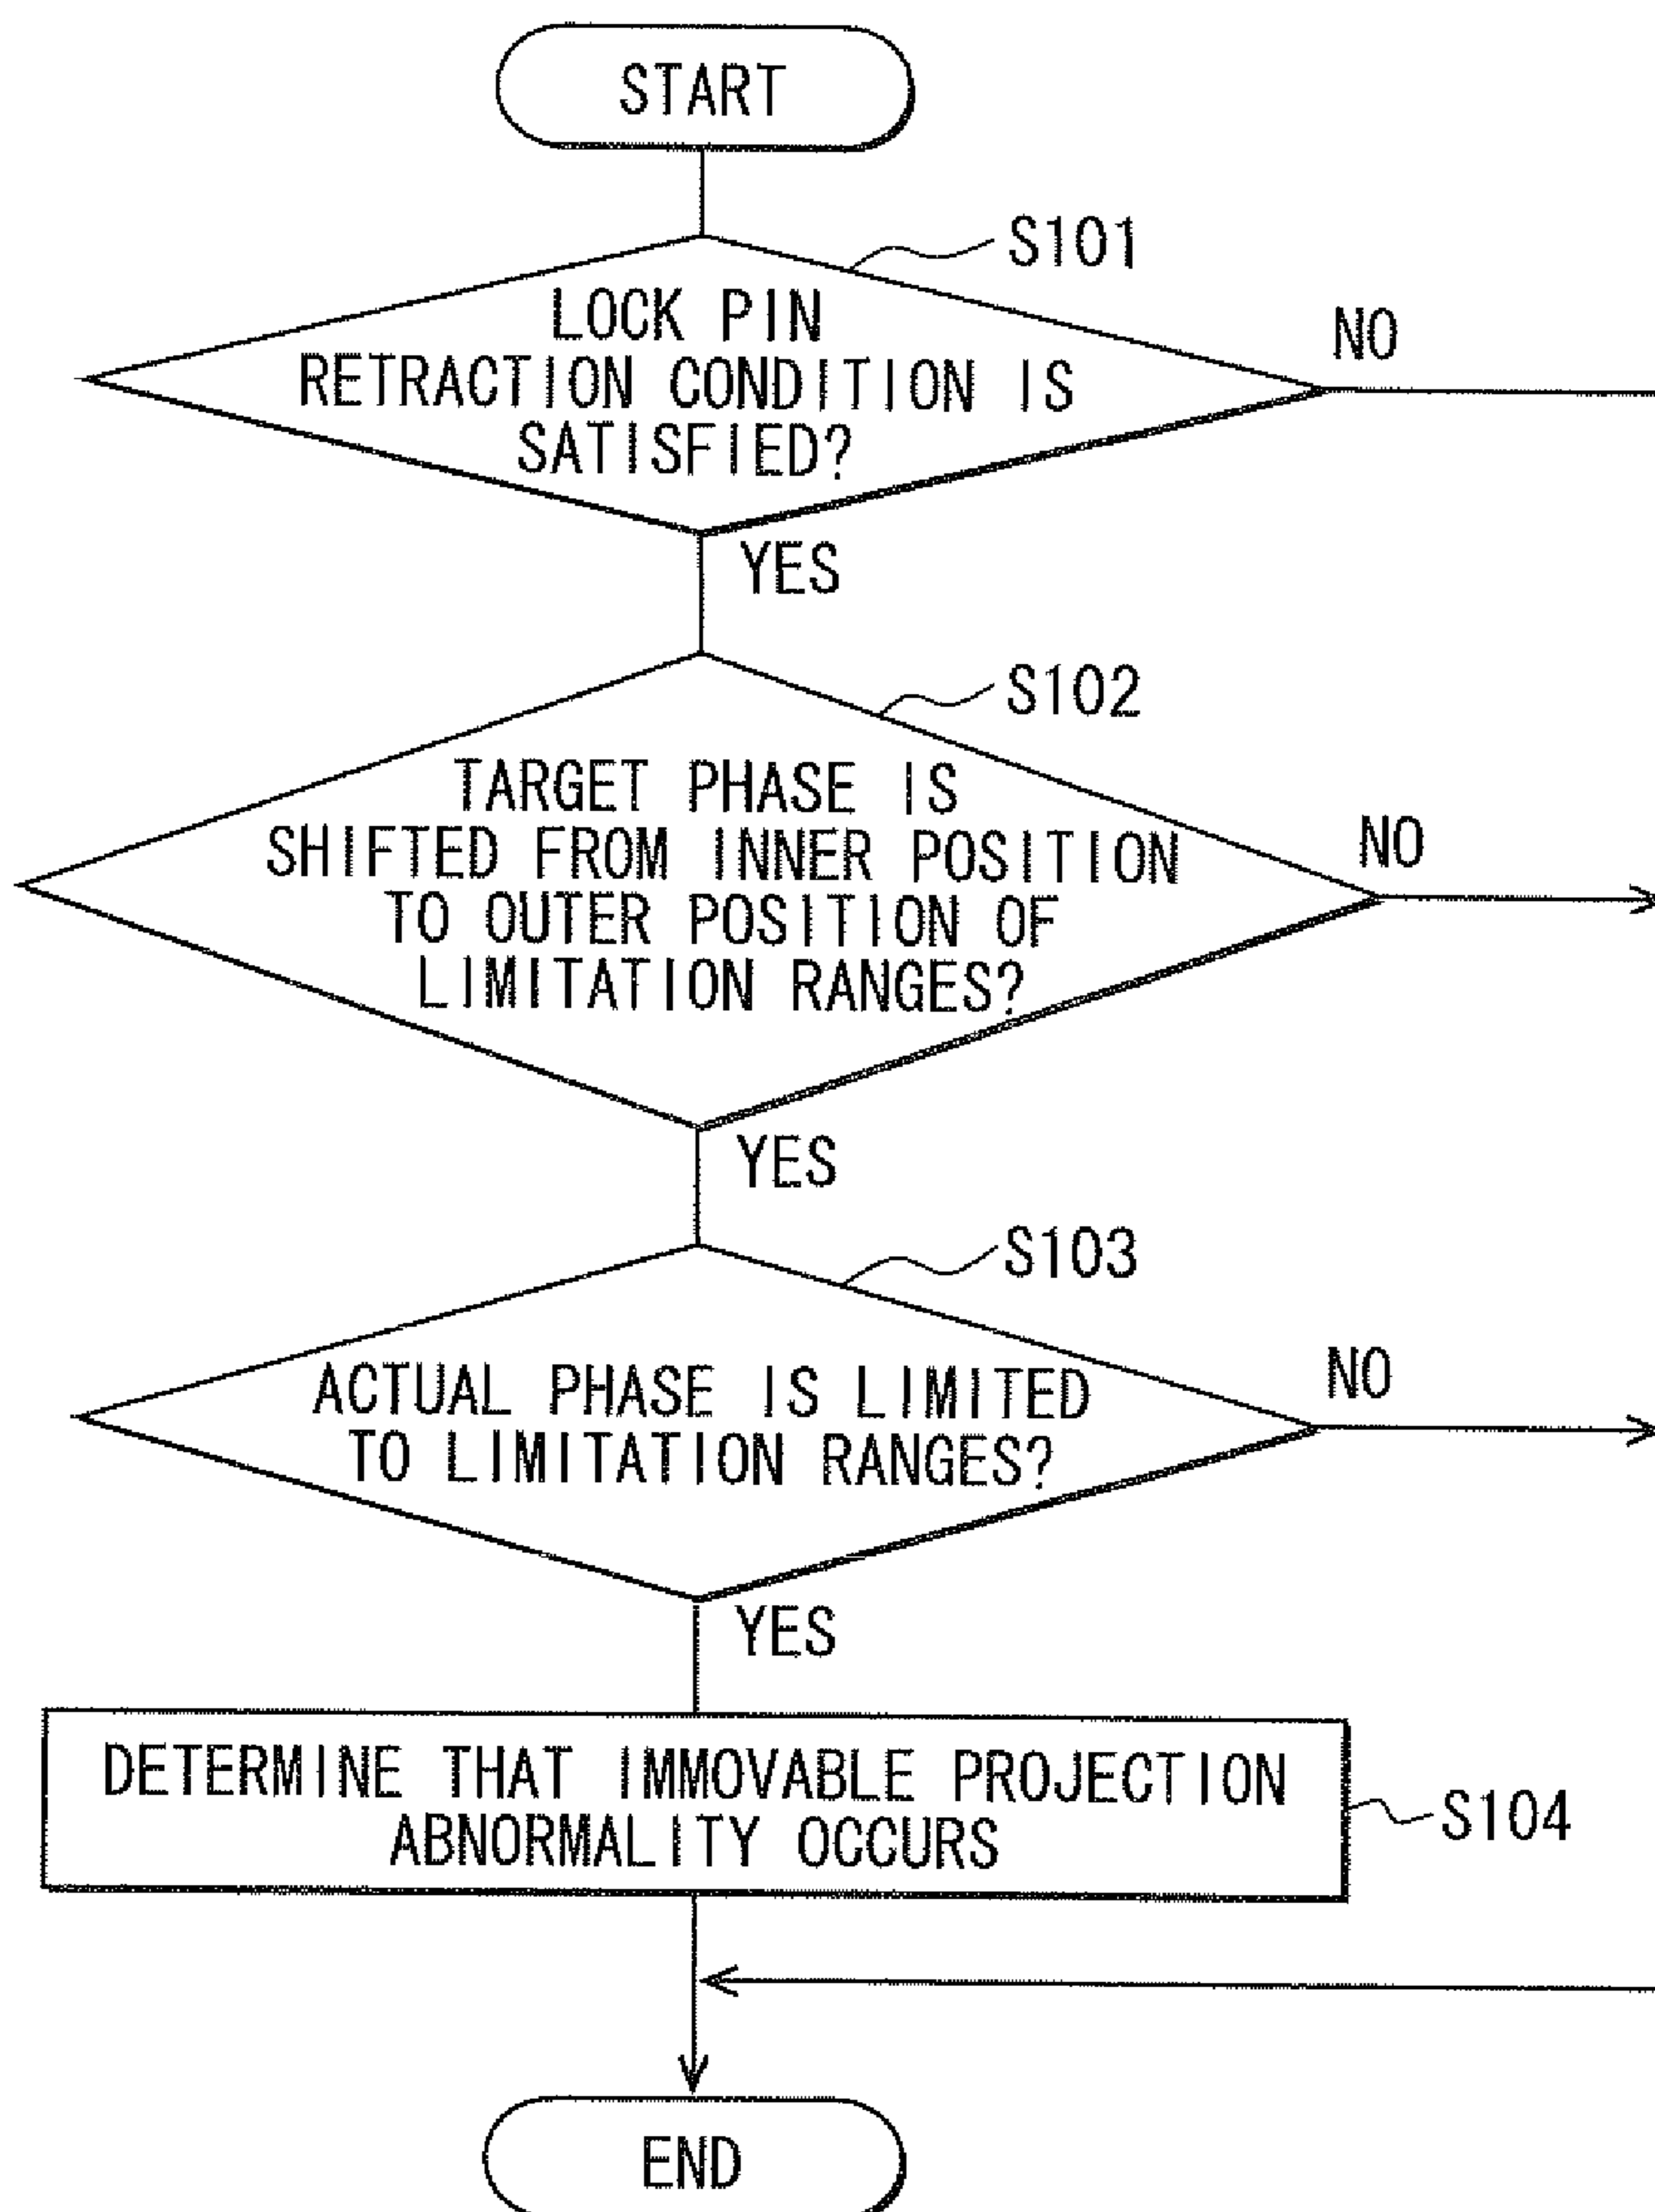 START
S101
LOCK PIN
RETRACTION CONDITION IS
SATISFIED?
NO
YES
S102
TARGET PHASE IS
SHIFTED FROM INNER POSITION
TO OUTER POSITION OF
LIMITATION RANGES?
NO
YES
S103
ACTUAL PHASE IS LIMITED
TO LIMITATION RANGES?
NO
YES
DETERMINE THAT IMMOVABLE PROJECTION
ABNORMALITY OCCURS
S104
END